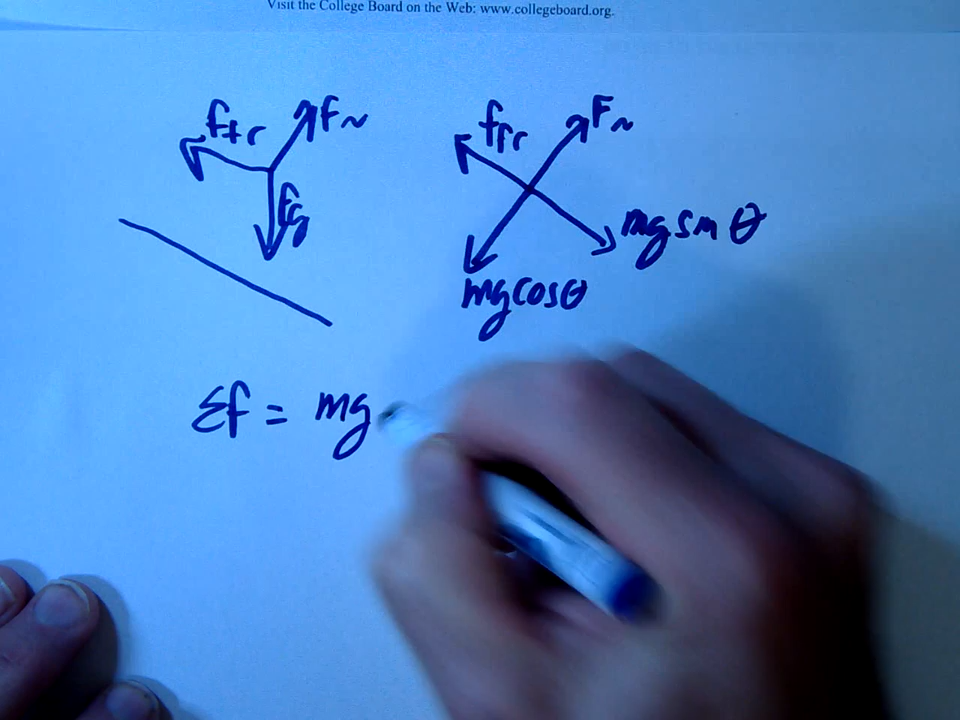 Visit the College Board on the Web: www.collegeboard.org.
Ffr FN
Ffr FN
Fg
mg sin θ
mg cos θ
ΣF = mg